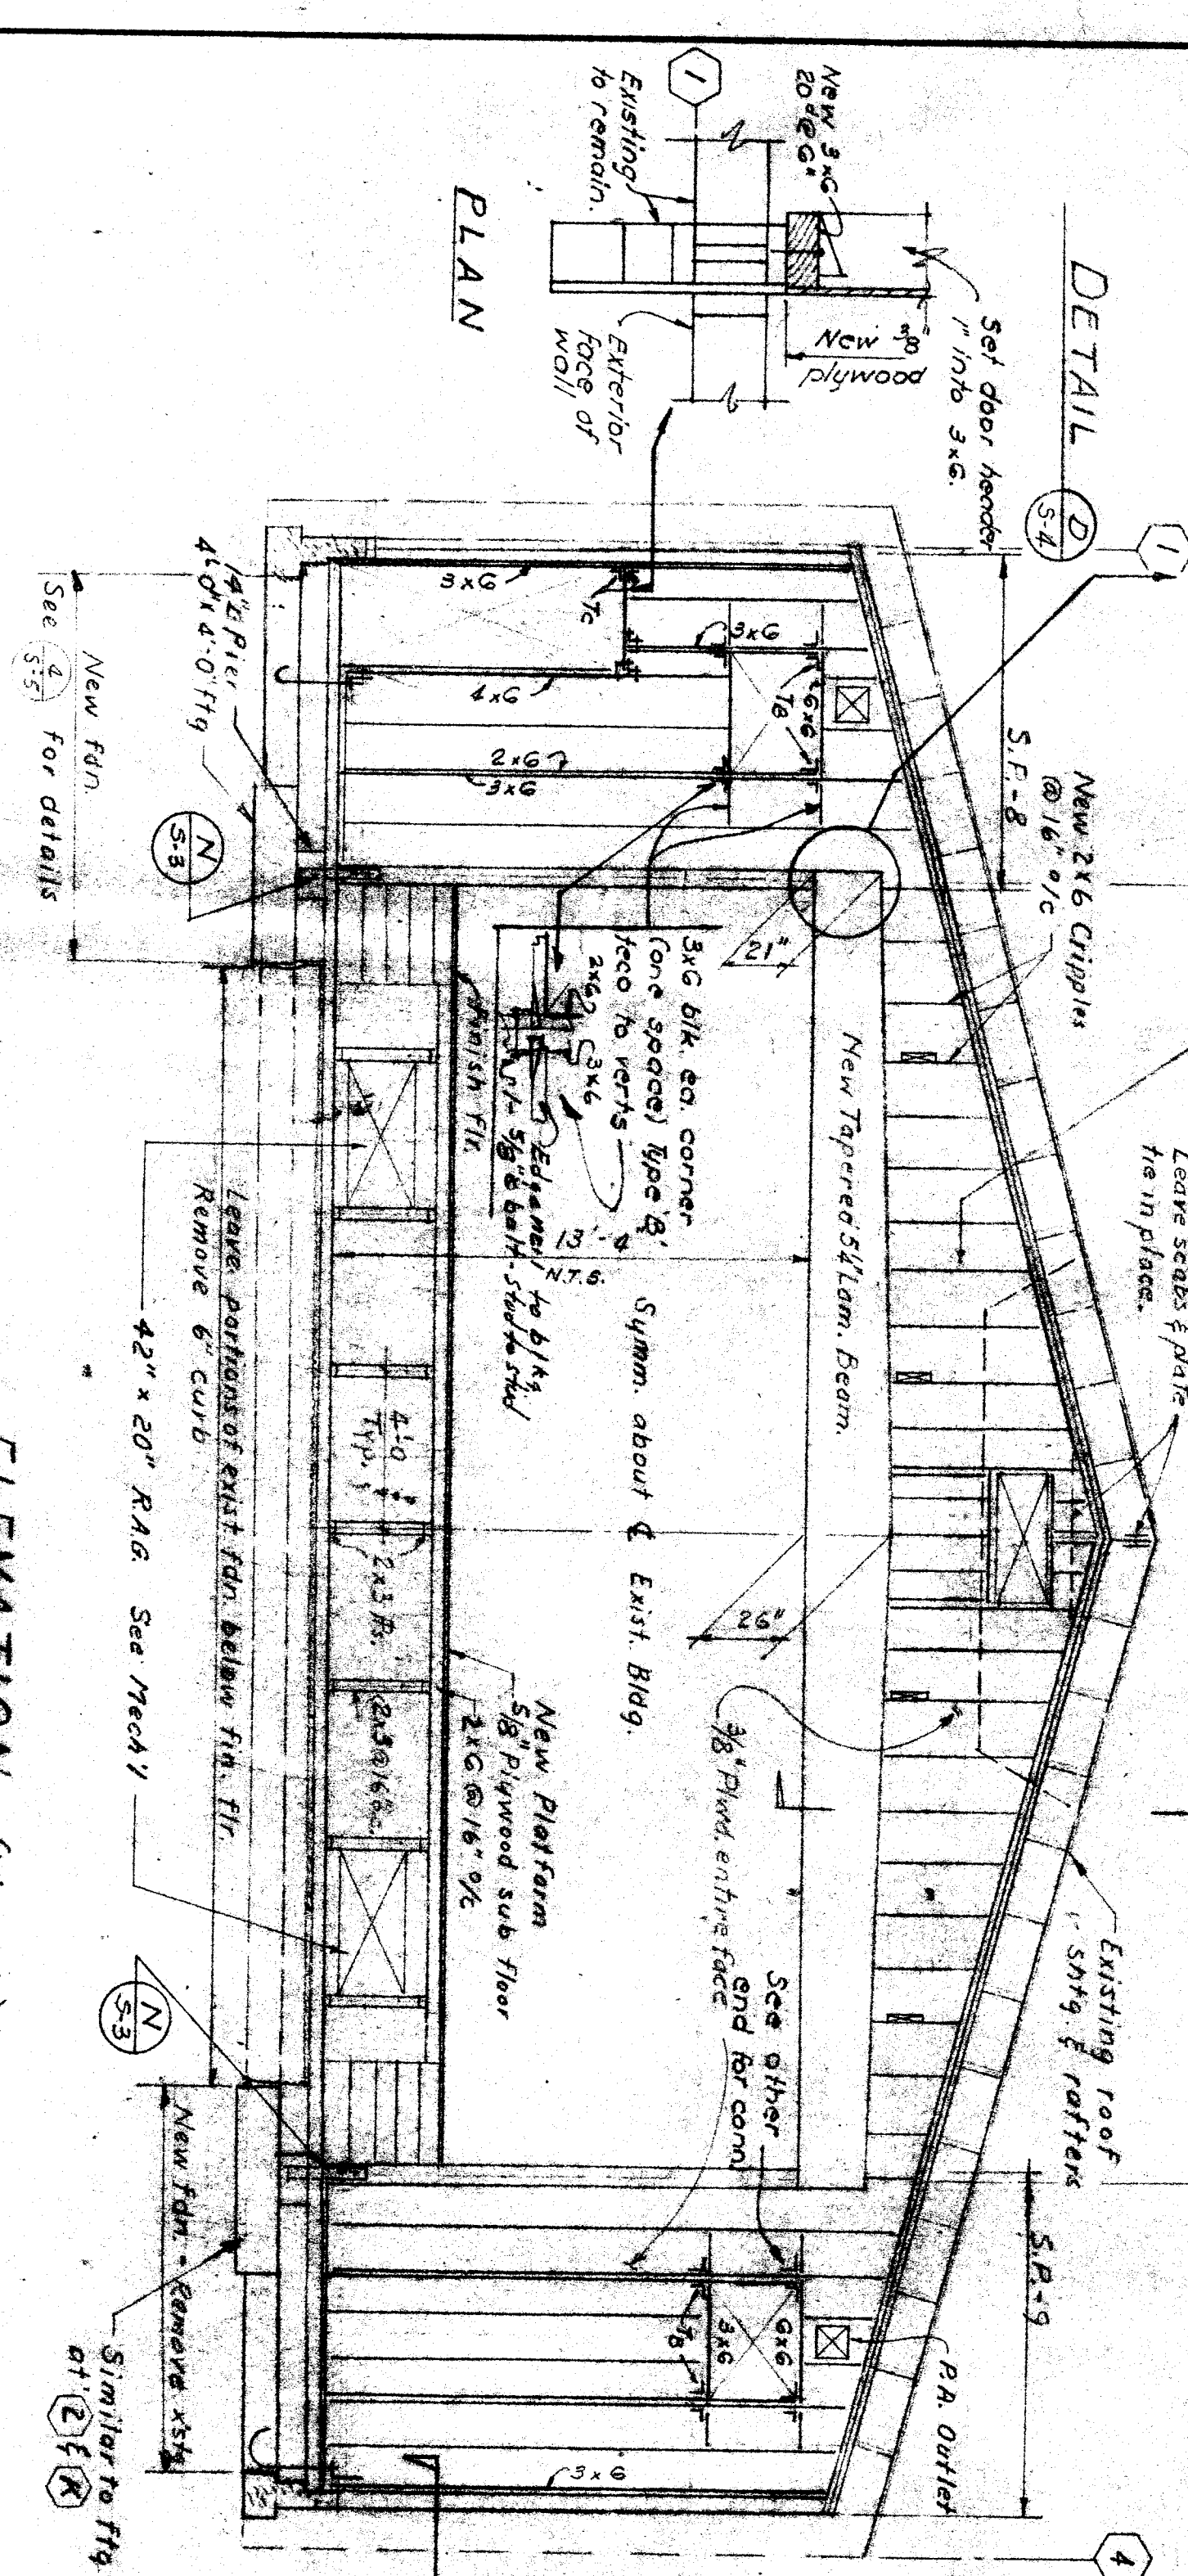 DETAIL
D
S-4
1
Set door header
1" into 3x6.
New 3x6
20d@6"
Existing
to remain.
1
New 3/8"
plywood
Exterior
face of
wall
PLAN
S.P.-8
New 2x6 Cripples
@ 16" o/c
Leave scabs & plate
tie in place.
Existing roof
shtg. & rafters
S.P.-9
P.A. Outlet
4
3x6
Tc
3x6
6x6
TB
4x6
2x6
3x6
21"
New Tapered 5¼" Lam. Beam.
26"
3/8" Plwd. entire face
See other
end for conn.
3x6 blk. ea. corner
(one space) Type 'B'
teco to verts
2x6
3x6
Edgenail to blkg
1- 5/8"ø bolt - stud to stud
Finish flr.
13'-4
N.T.S.
Symm. about ℄ Exist. Bldg.
New Platform
5/8" Plywood sub floor
2x6 @ 16" o/c
4'-0
Typ.
2x3 Ps.
2x3@16"o.c.
6x6
3x6
TB
3x6
14"ø Pier
4'-0"x 4'-0" ftg
New fdn.
See
S-5
for details
N
S-3
Leave portions of exist fdn. below fin. flr.
Remove 6" curb
42" x 20" RAG. See Mech'l
N
S-3
New fdn - Remove x'stg
Similar to ftg
at 2 & K
ELEVATION